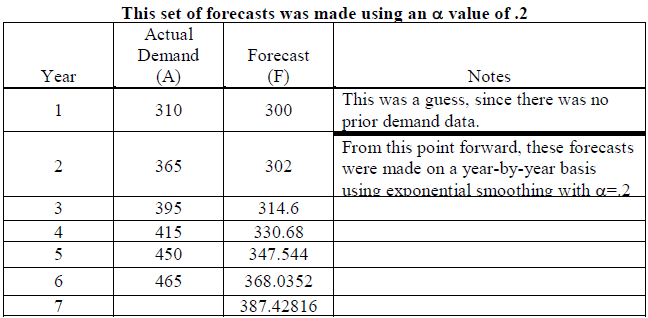 This set of forecasts was made using an α value of .2
Actual
Demand Forecast
Year (A) (F) Notes
1 310 300 This was a guess, since there was no
prior demand data.
From this point forward, these forecasts
2 365 302 were made on a year-by-year basis
using exponential smoothing with α=.2
3 395 314.6
4 415 330.68
5 450 347.544
6 465 368.0352
7 387.42816